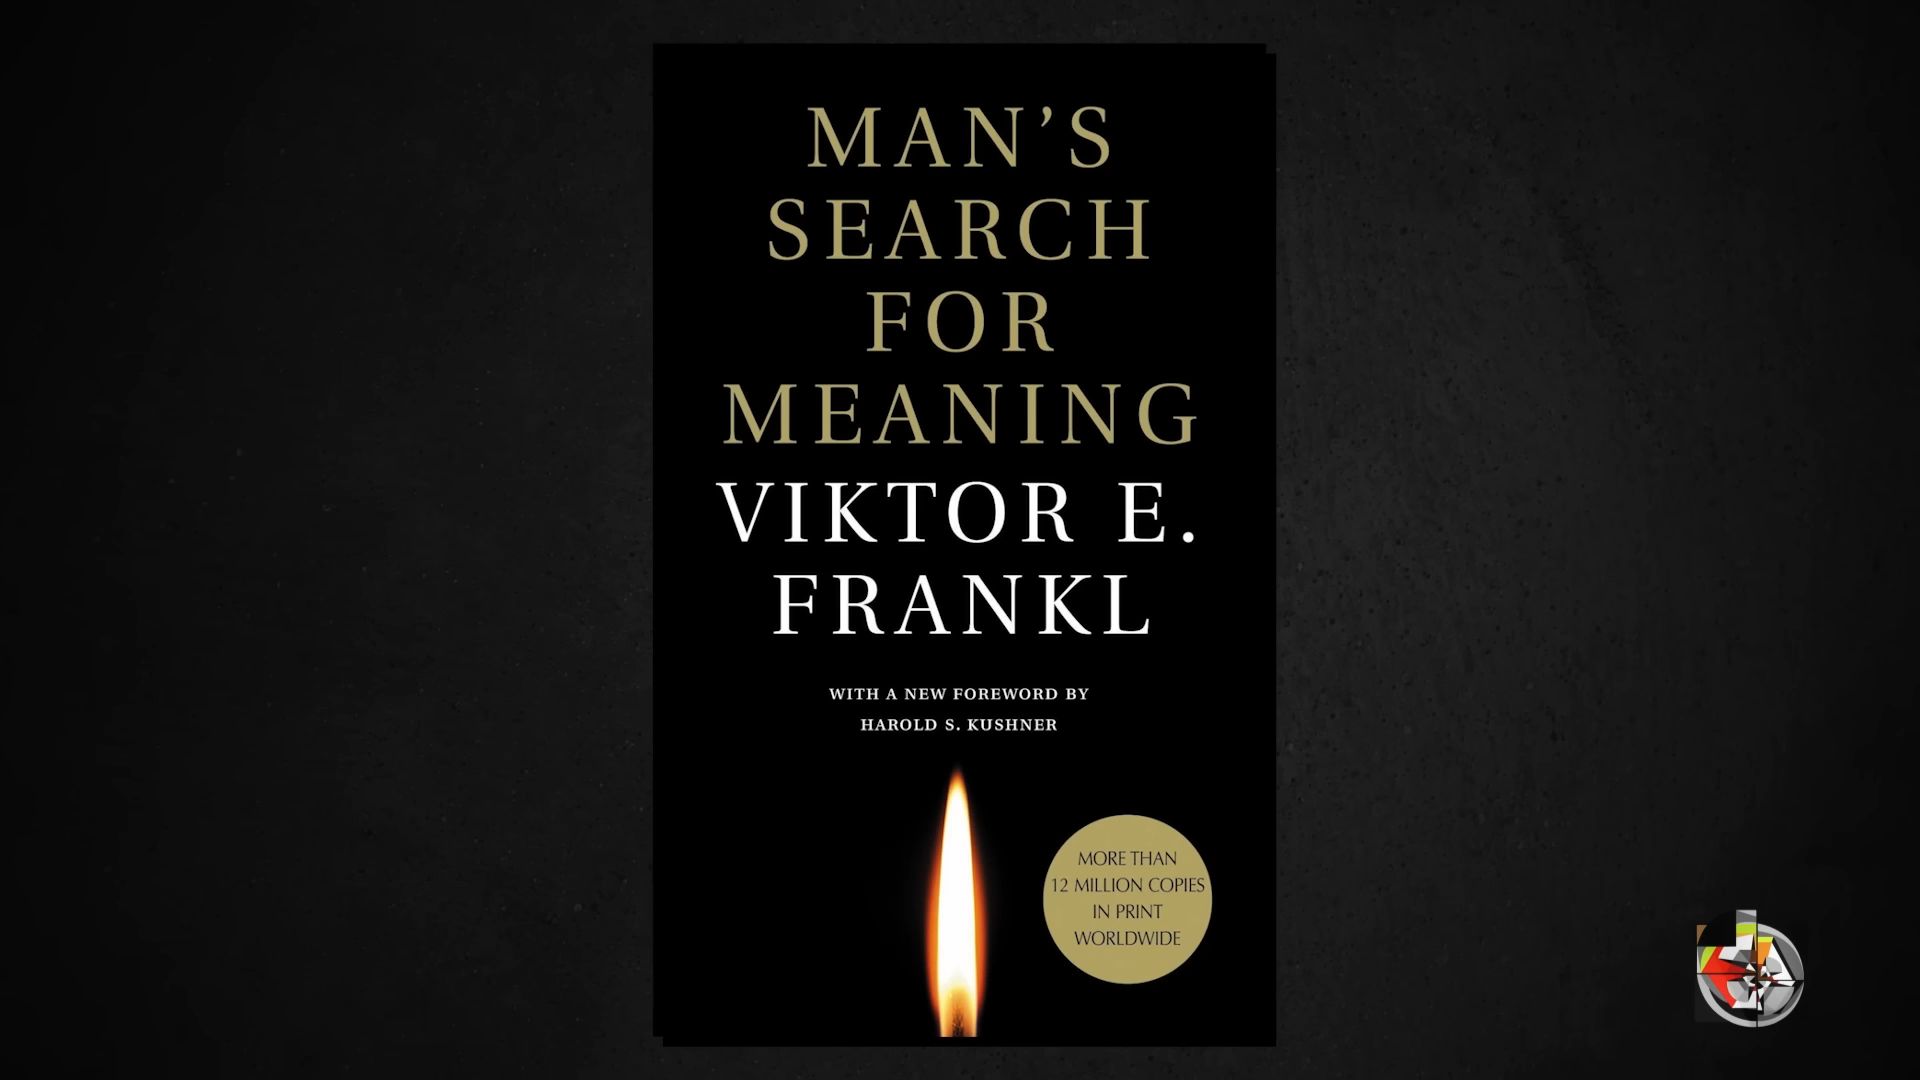 MAN’S
SEARCH
FOR
MEANING
VIKTOR E.
FRANKL
WITH A NEW FOREWORD BY
HAROLD S. KUSHNER
MORE THAN
12 MILLION COPIES
IN PRINT
WORLDWIDE